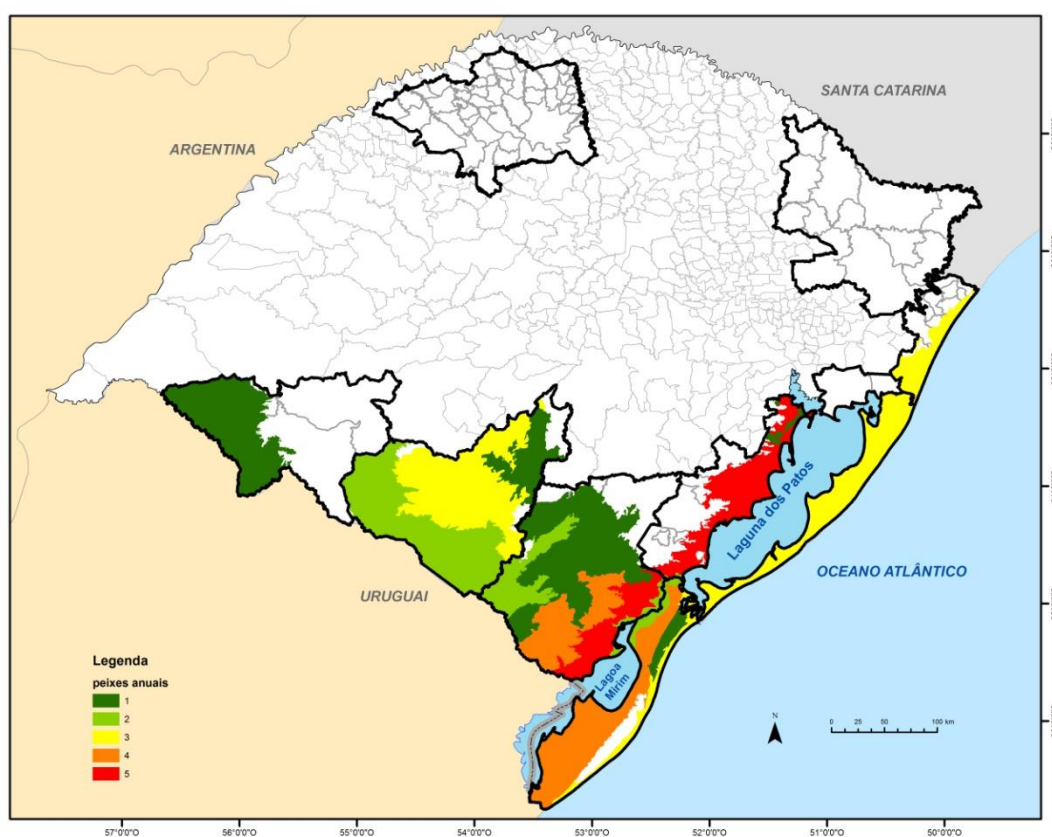 SANTA CATARINA
ARGENTINA
Laguna dos Patos
OCEANO ATLÂNTICO
URUGUAI
Lagoa
Mirim
Legenda
peixes anuais
1
2
3
4
5
N
0 25 50 100 km
57°0'0"O 56°0'0"O 55°0'0"O 54°0'0"O 53°0'0"O 52°0'0"O 51°0'0"O 50°0'0"O